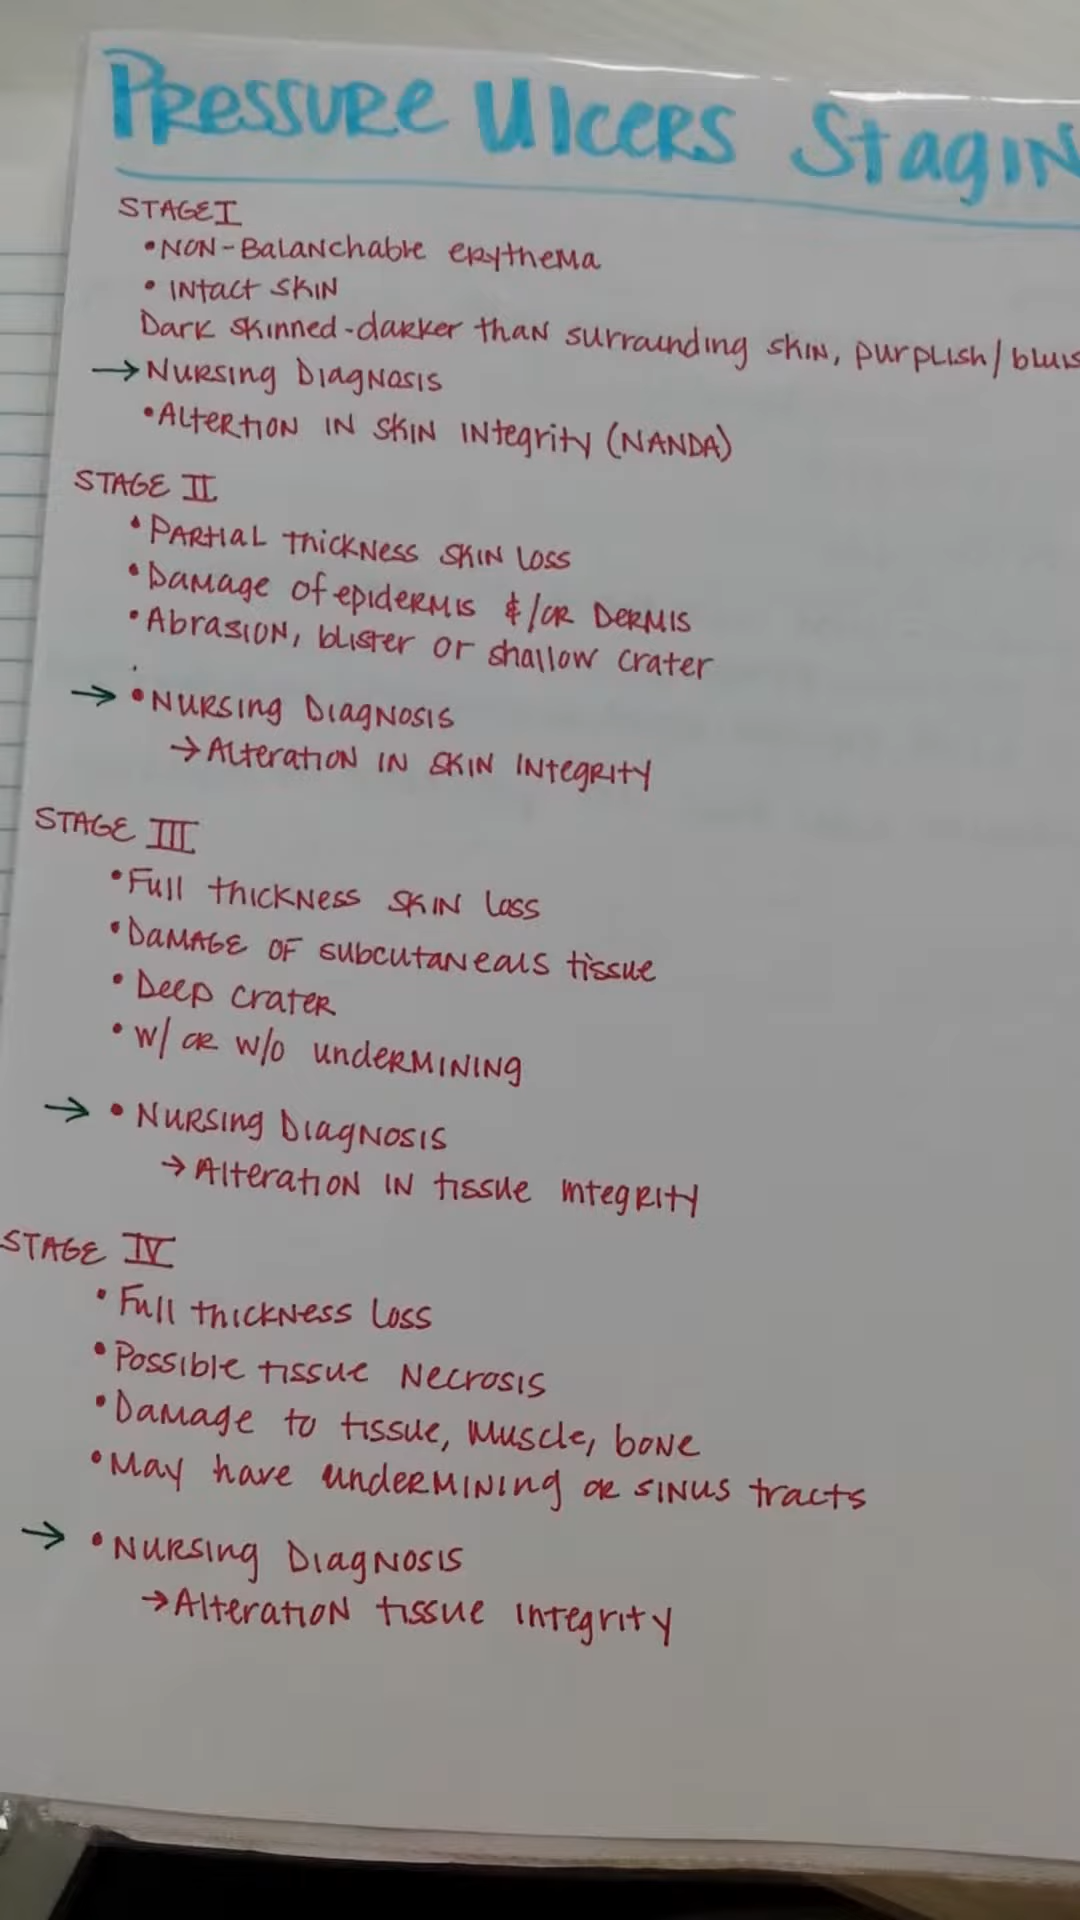 Pressure Ulcers Stagin
STAGE I
• Non-Balanchable erythema
• Intact skin
Dark skinned-darker than surrounding skin, purplish/bluis
→ Nursing Diagnosis
• Altertion in skin integrity (NANDA)
STAGE II
• Partial thickness skin loss
• Damage of epidermis &/or Dermis
• Abrasion, blister or shallow crater
→ • Nursing Diagnosis
→ Alteration in skin integrity
STAGE III
• Full thickness skin loss
• Damage of subcutaneous tissue
• Deep crater
• w/ or w/o undermining
→ • Nursing Diagnosis
→ Alteration in tissue integrity
STAGE IV
• Full thickness loss
• Possible tissue necrosis
• Damage to tissue, muscle, bone
• May have undermining or sinus tracts
→ • Nursing Diagnosis
→ Alteration tissue integrity